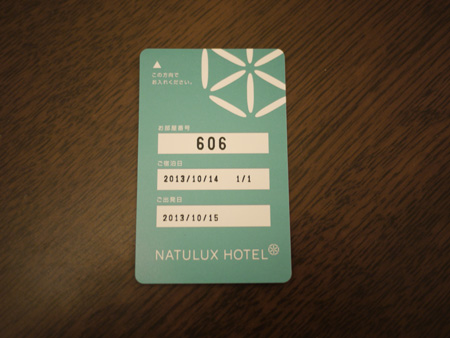 ▲
この方向で
お入れください。
お部屋番号
606
ご宿泊日
2013/10/14 1/1
ご出発日
2013/10/15
NATULUX HOTEL